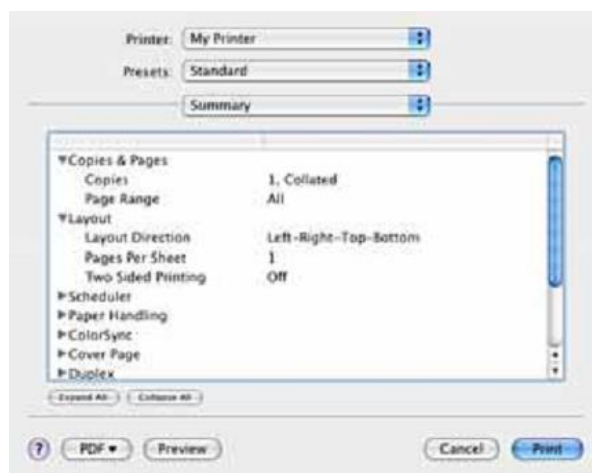 Printer: My Printer
Presets: Standard
Summary
▼Copies & Pages
Copies 1, Collated
Page Range All
▼Layout
Layout Direction Left-Right-Top-Bottom
Pages Per Sheet 1
Two Sided Printing Off
▶Scheduler
▶Paper Handling
▶ColorSync
▶Cover Page
▶Duplex
Expand All Collapse All
? PDF▼ Preview Cancel Print